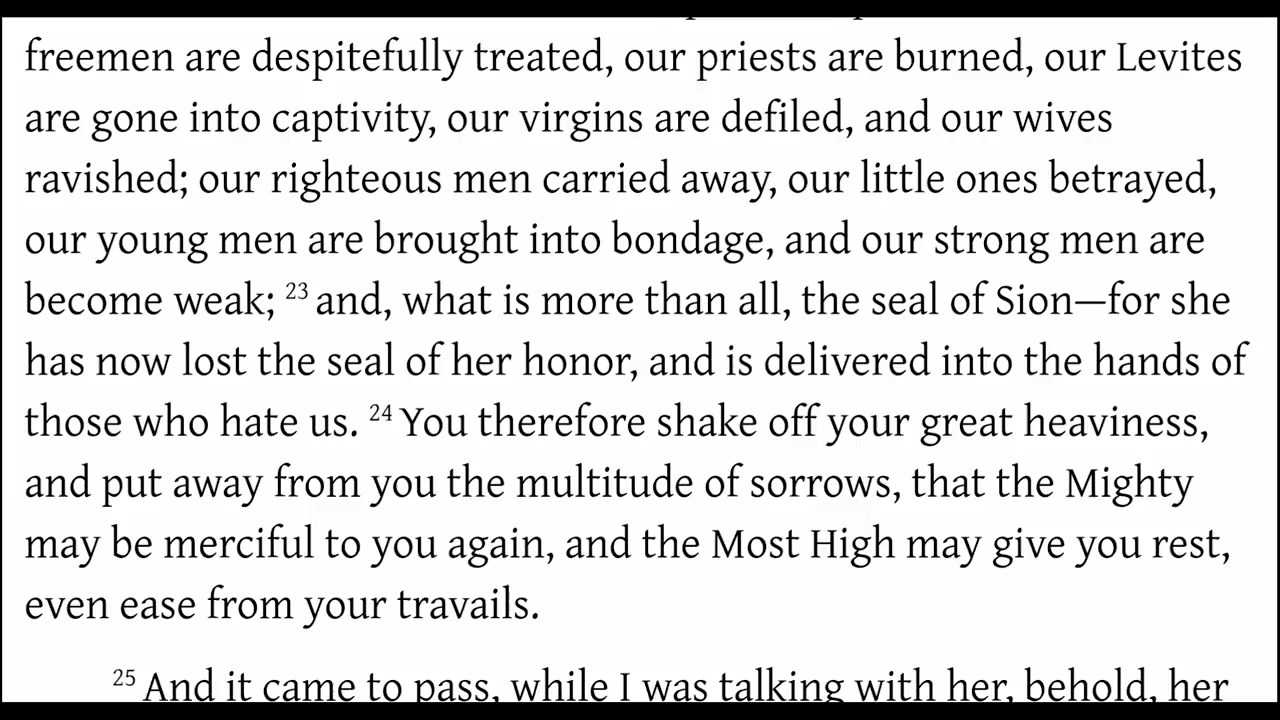 freemen are despitefully treated, our priests are burned, our Levites
are gone into captivity, our virgins are defiled, and our wives
ravished; our righteous men carried away, our little ones betrayed,
our young men are brought into bondage, and our strong men are
become weak; 23 and, what is more than all, the seal of Sion—for she
has now lost the seal of her honor, and is delivered into the hands of
those who hate us. 24 You therefore shake off your great heaviness,
and put away from you the multitude of sorrows, that the Mighty
may be merciful to you again, and the Most High may give you rest,
even ease from your travails.
25 And it came to pass, while I was talking with her, behold, her